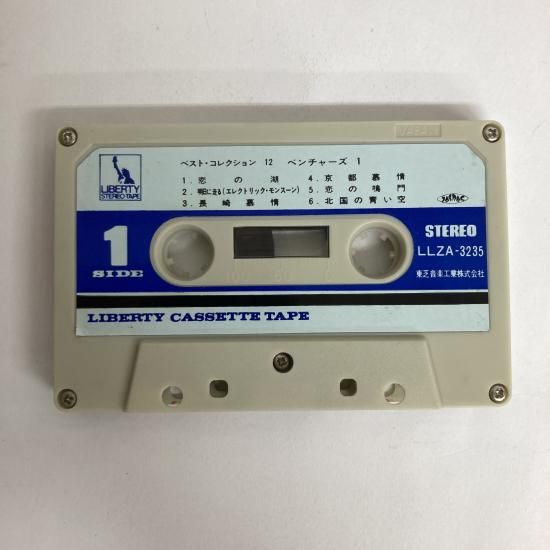 JAPAN
LIBERTY
STEREO TAPE
ベスト・コレクション 12 ベンチャーズ 1
1. 恋の湖
2. 明日に走る(エレクトリック・モンスーン)
3. 長崎慕情
4. 京都慕情
5. 恋の鳴門
6. 北国の青い空
1
SIDE
STEREO
LLZA-3235
東芝音楽工業株式会社
LIBERTY CASSETTE TAPE